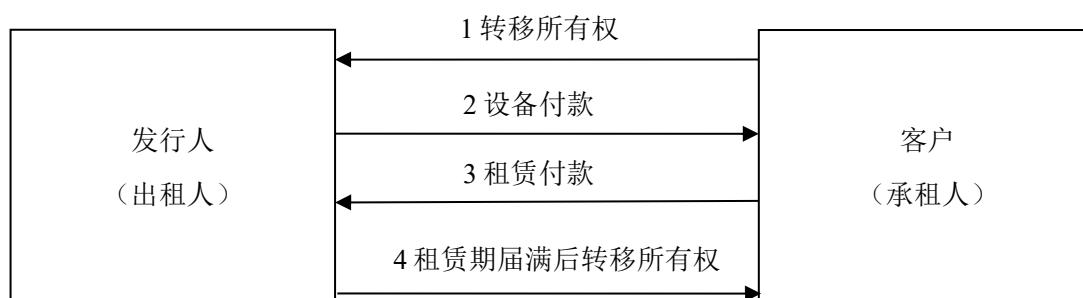 1 转移所有权
2 设备付款
发行人
（出租人）
3 租赁付款
客户
（承租人）
4 租赁期届满后转移所有权